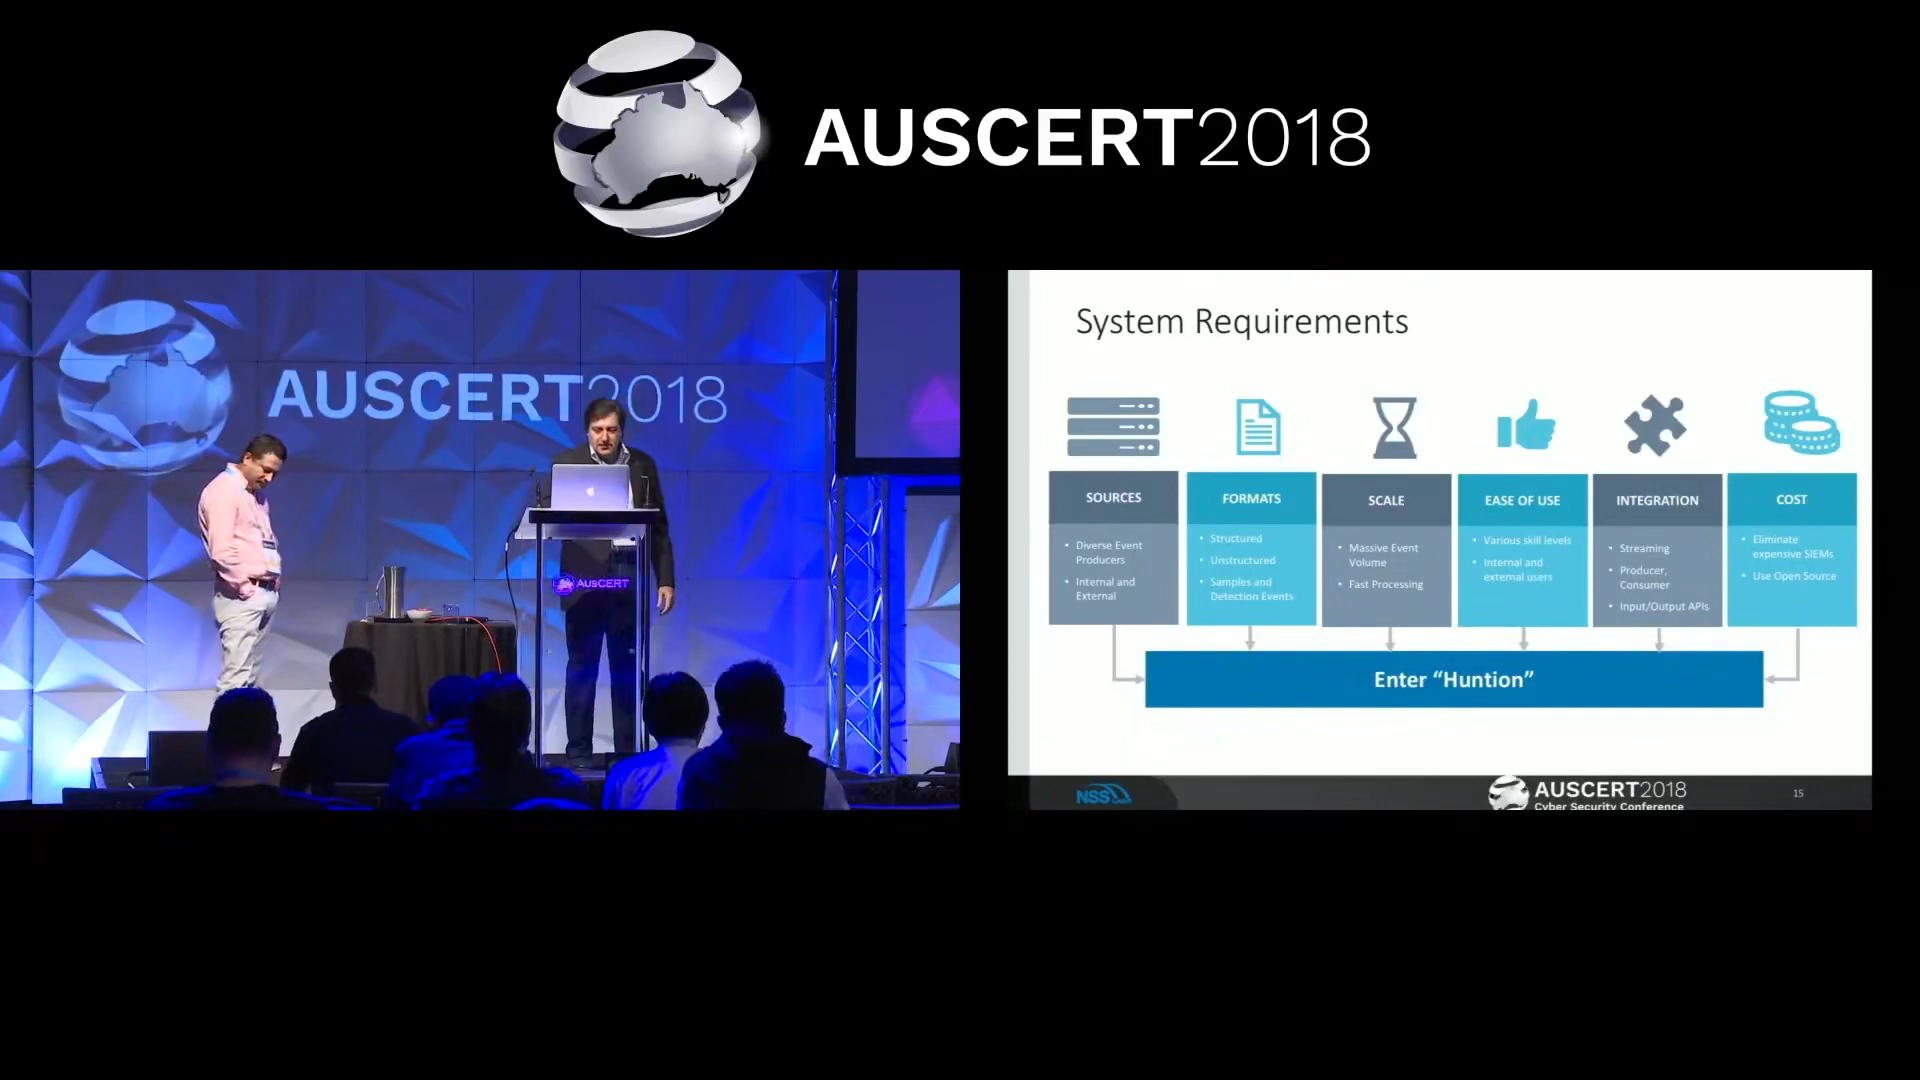 AUSCERT2018
AUSCERT2018
AUSCERT
System Requirements
SOURCES
• Diverse Event
Producers
• Internal and
External
FORMATS
• Structured
• Unstructured
• Samples and
Detection Events
SCALE
• Massive Event
Volume
• Fast Processing
EASE OF USE
• Various skill levels
• Internal and
external users
INTEGRATION
• Streaming
• Producer,
Consumer
• Input/Output APIs
COST
• Eliminate
expensive SIEMs
• Use Open Source
Enter “Huntion”
NSS
AUSCERT2018
Cyber Security Conference
15